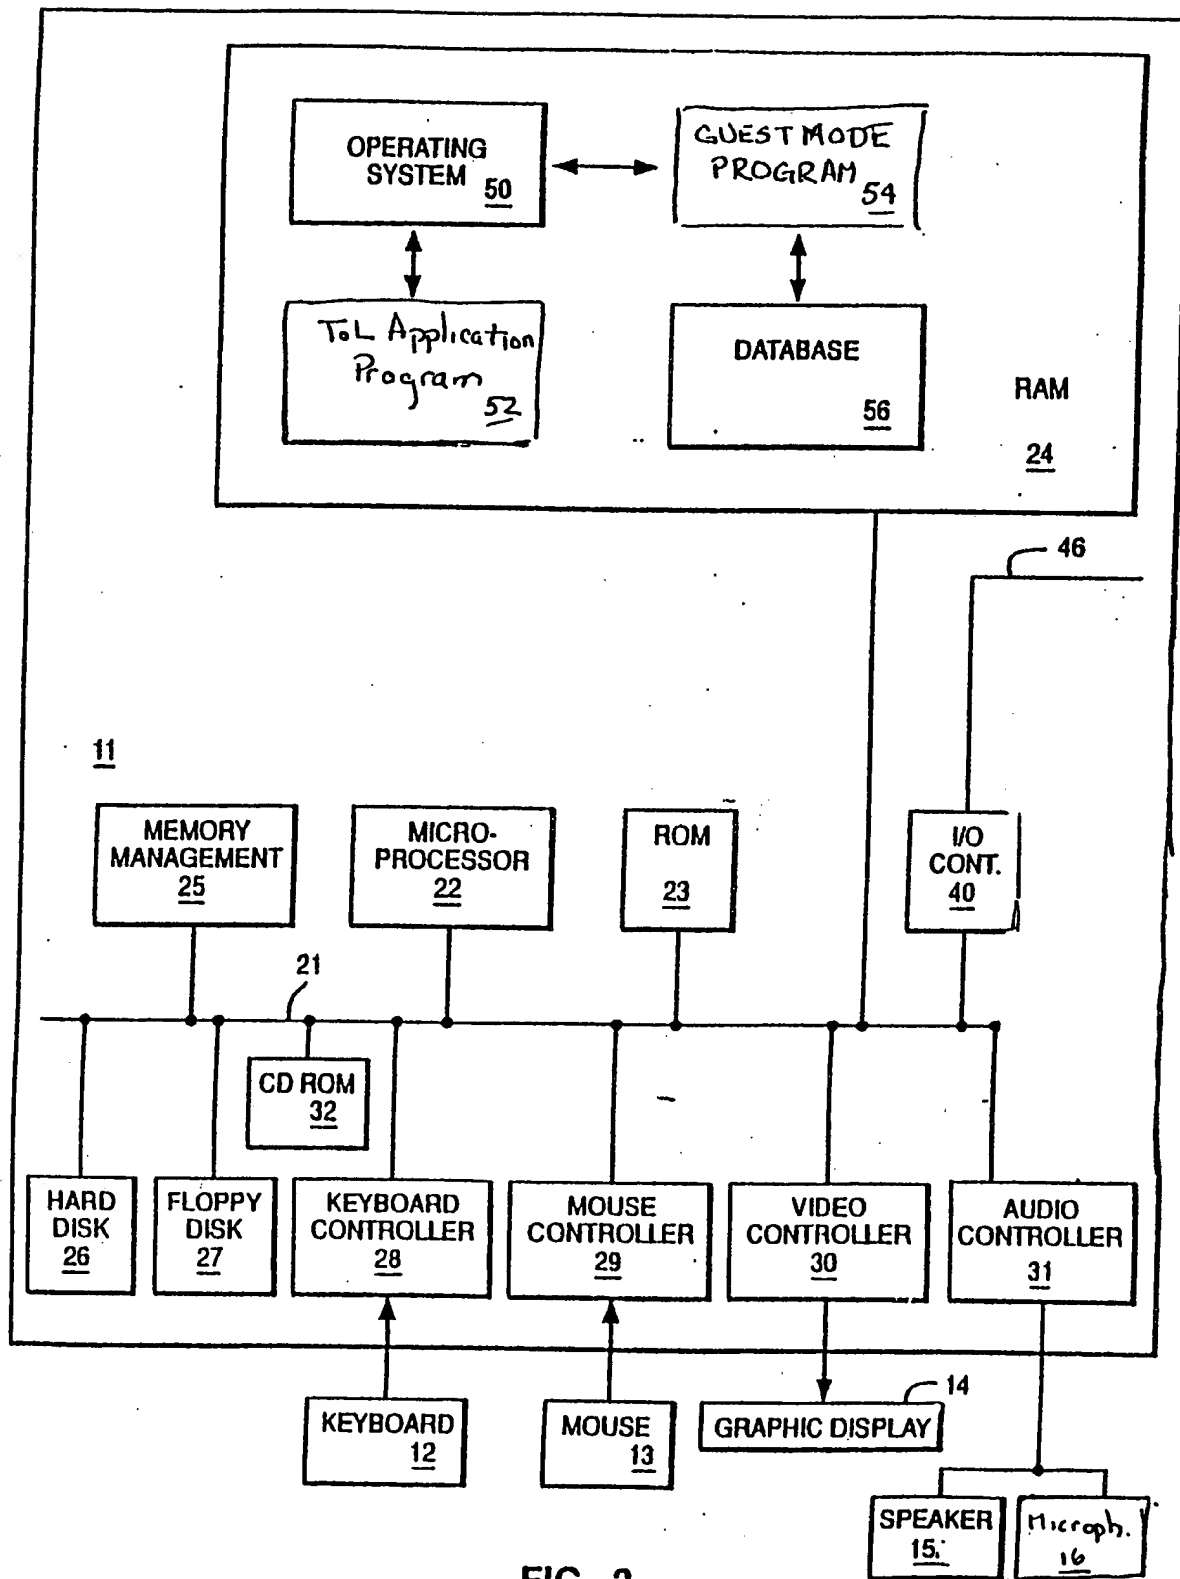 OPERATING
SYSTEM 50
GUEST MODE
PROGRAM 54
ToL Application
Program
52
DATABASE
56
RAM
24
46
11
MEMORY
MANAGEMENT
25
MICRO-
PROCESSOR
22
ROM
23
I/O
CONT.
40
21
CD ROM
32
HARD
DISK
26
FLOPPY
DISK
27
KEYBOARD
CONTROLLER
28
MOUSE
CONTROLLER
29
VIDEO
CONTROLLER
30
AUDIO
CONTROLLER
31
KEYBOARD
12
MOUSE
13
14
GRAPHIC DISPLAY
SPEAKER
15
Microph.
16